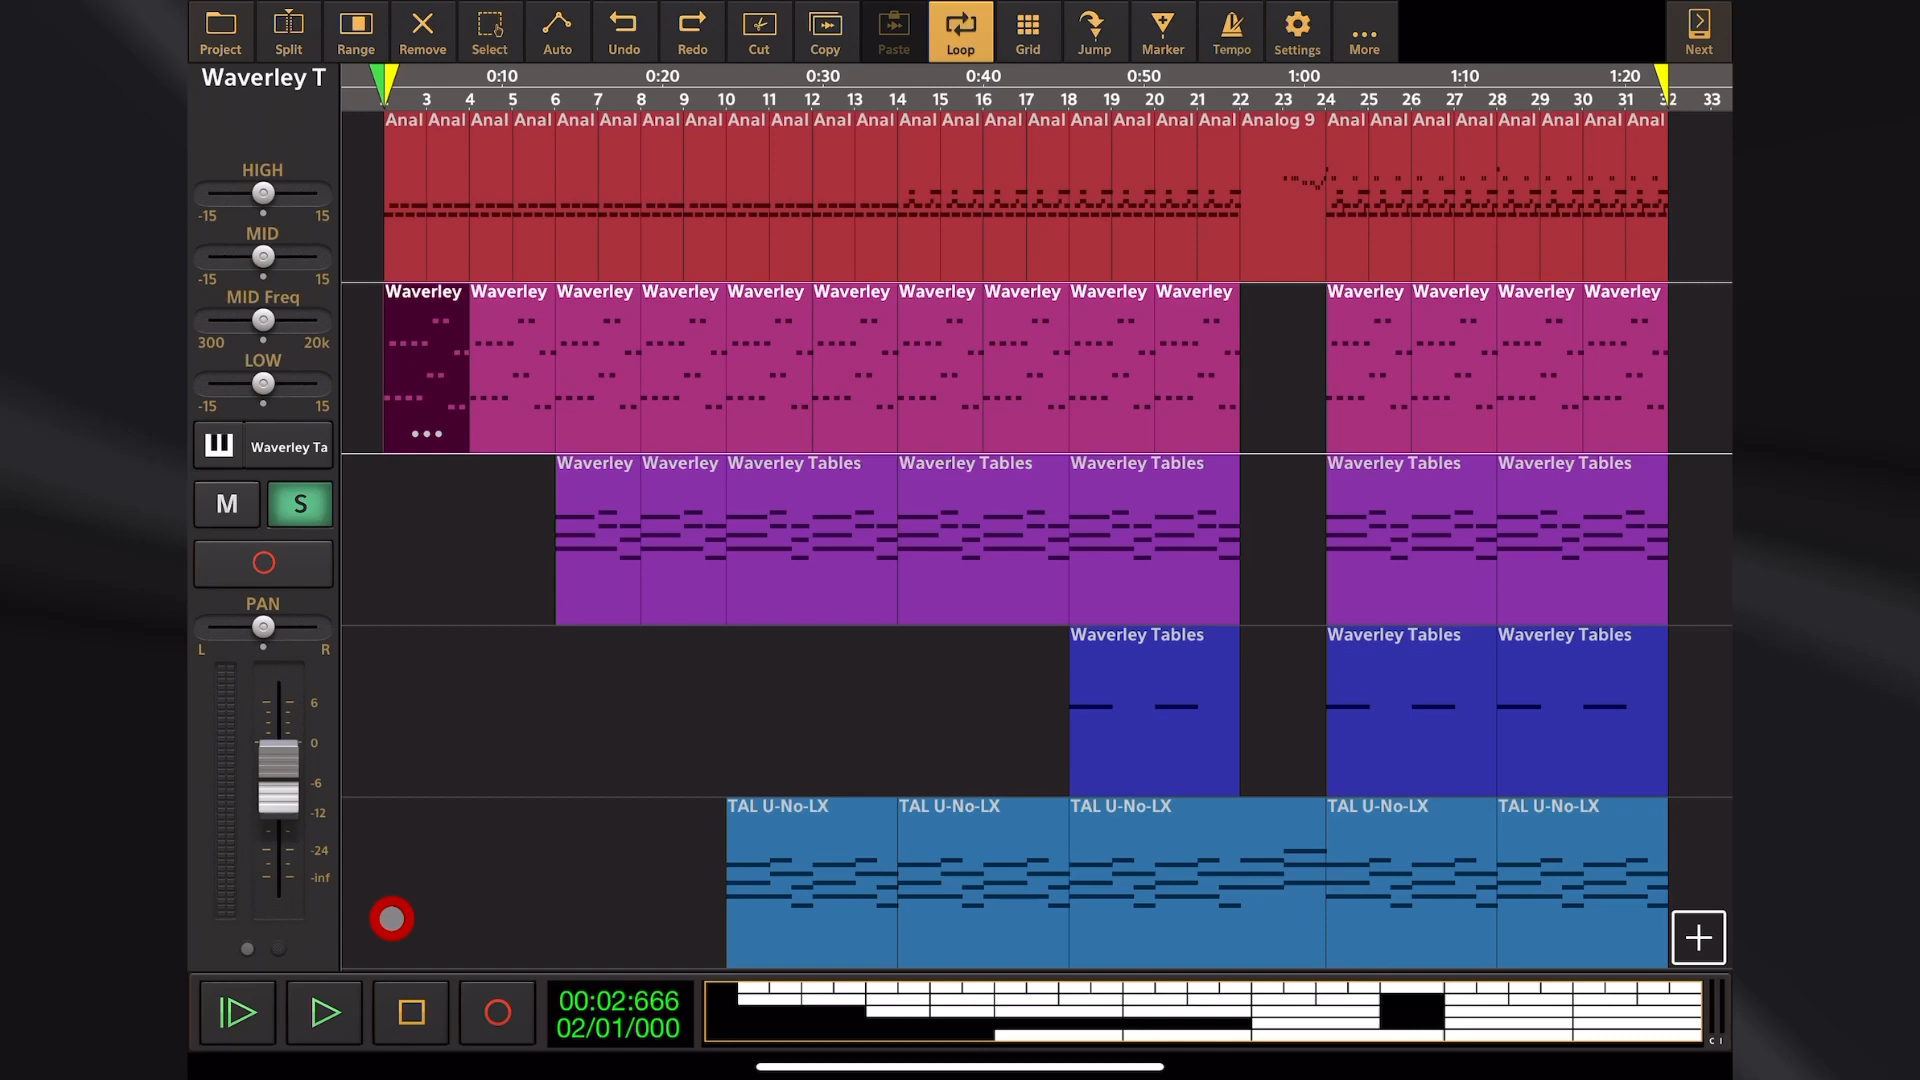 Project Split Range Remove Select Auto Undo Redo Cut Copy Paste Loop Grid Jump Marker Tempo Settings More Next
Waverley T
0:10 0:20 0:30 0:40 0:50 1:00 1:10 1:20
3 4 5 6 7 8 9 10 11 12 13 14 15 16 17 18 19 20 21 22 23 24 25 26 27 28 29 30 31 32 33
Anal Anal Anal Anal Anal Anal Anal Anal Anal Anal Anal Anal Anal Anal Anal Anal Anal Anal Anal Anal Analog 9 Anal Anal Anal Anal Anal Anal Anal Anal
HIGH
-15 15
MID
-15 15
MID Freq
300 20k
LOW
-15 15
Waverley Ta
M S
PAN
L R
6
0
-6
-12
-24
-inf
Waverley Waverley Waverley Waverley Waverley Waverley Waverley Waverley Waverley Waverley Waverley Waverley Waverley Waverley
Waverley Waverley Waverley Tables Waverley Tables Waverley Tables Waverley Tables Waverley Tables
Waverley Tables Waverley Tables Waverley Tables
TAL U-No-LX TAL U-No-LX TAL U-No-LX TAL U-No-LX TAL U-No-LX
00:02:666
02/01/000